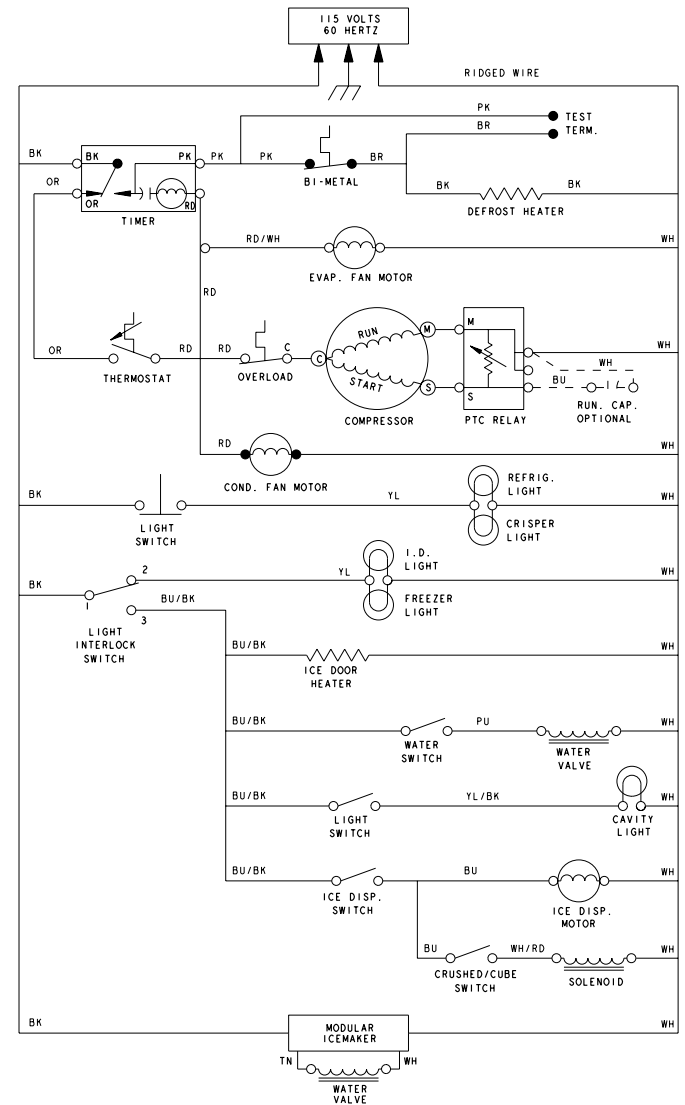 115 VOLTS
60 HERTZ
RIDGED WIRE
PK
TEST
TERM.
BR
BK
BK
PK
PK
PK
BR
BI-METAL
OR
OR
RD
TIMER
BK
BK
DEFROST HEATER
RD/WH
WH
EVAP. FAN MOTOR
RD
RUN
M
M
C
C
OR
RD
RD
WH
WH
BU
THERMOSTAT
OVERLOAD
START
S
S
RUN. CAP.
OPTIONAL
COMPRESSOR
PTC RELAY
RD
WH
COND. FAN MOTOR
REFRIG.
LIGHT
BK
YL
WH
CRISPER
LIGHT
LIGHT
SWITCH
I.D.
LIGHT
2
YL
WH
BK
1
BU/BK
3
FREEZER
LIGHT
LIGHT
INTERLOCK
SWITCH
BU/BK
WH
ICE DOOR
HEATER
BU/BK
PU
WH
WATER
SWITCH
WATER
VALVE
BU/BK
YL/BK
WH
LIGHT
SWITCH
CAVITY
LIGHT
BU/BK
BU
WH
ICE DISP.
SWITCH
ICE DISP.
MOTOR
BU
WH/RD
WH
CRUSHED/CUBE
SWITCH
SOLENOID
BK
WH
MODULAR
ICEMAKER
TN
WH
WATER
VALVE